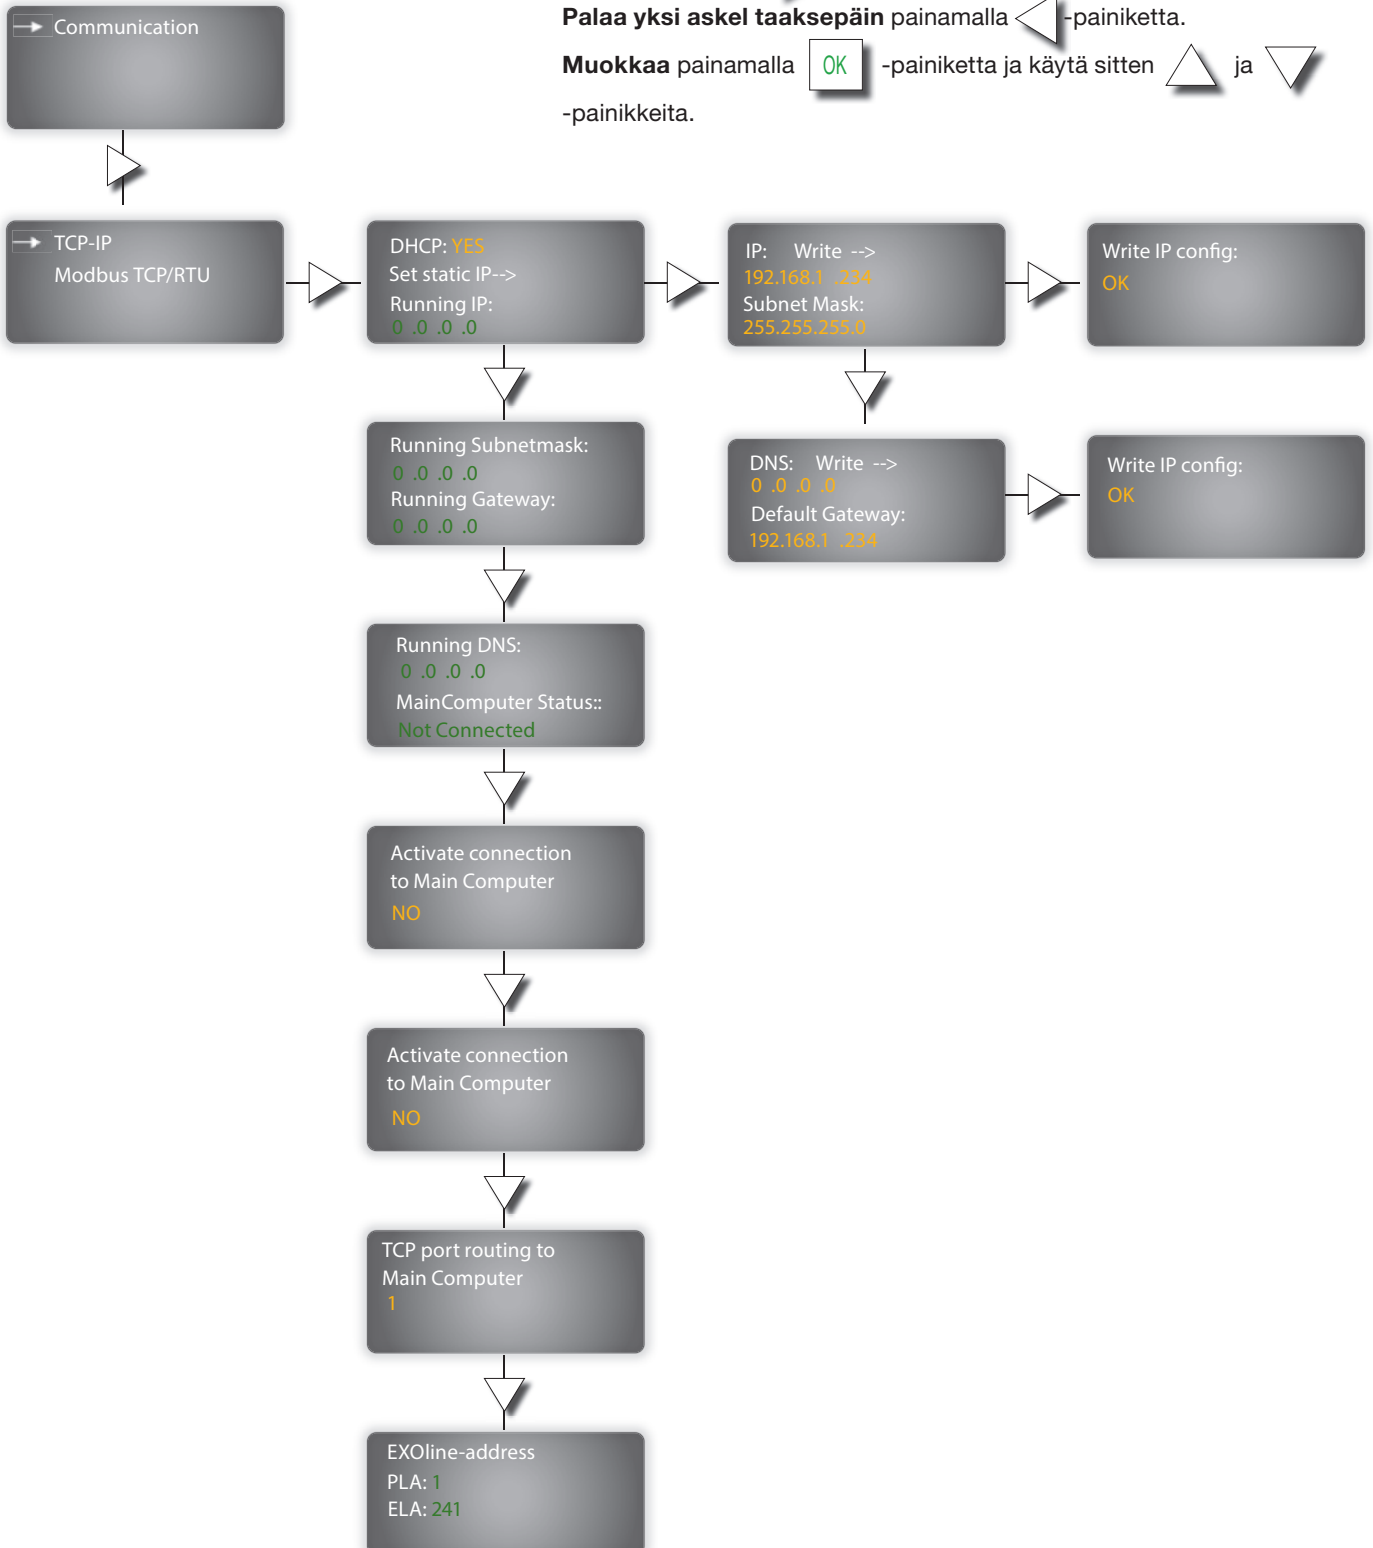 Palaa yksi askel taaksepäin painamalla -painiketta.
Muokkaa painamalla OK -painiketta ja käytä sitten ja
-painikkeita.
Communication
TCP-IP
Modbus TCP/RTU
DHCP: YES
Set static IP-->
Running IP:
0 .0 .0 .0
IP: Write -->
192.168.1 .234
Subnet Mask:
255.255.255.0
Write IP config:
OK
Running Subnetmask:
0 .0 .0 .0
Running Gateway:
0 .0 .0 .0
DNS: Write -->
0 .0 .0 .0
Default Gateway:
192.168.1 .234
Write IP config:
OK
Running DNS:
0 .0 .0 .0
MainComputer Status::
Not Connected
Activate connection
to Main Computer
NO
Activate connection
to Main Computer
NO
TCP port routing to
Main Computer
1
EXOline-address
PLA: 1
ELA: 241